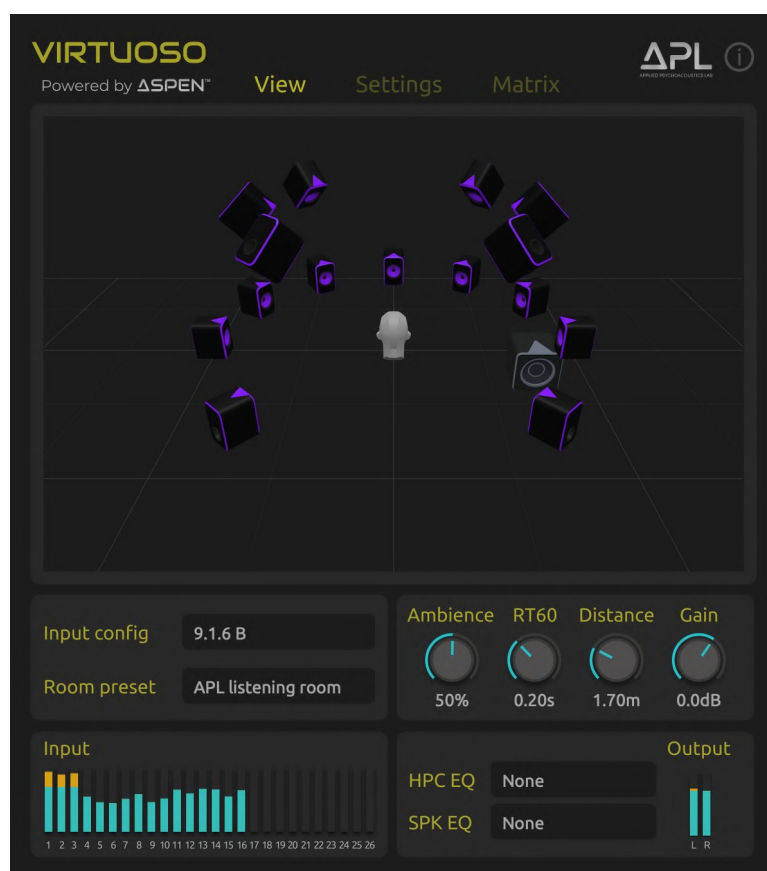 VIRTUOSO
Powered by ASPEN™
View Settings Matrix
APL
APPLIED PSYCHOACOUSTICS LAB
i
Ambience RT60 Distance Gain
Input config 9.1.6 B
Room preset APL listening room
50% 0.20s 1.70m 0.0dB
Input
Output
HPC EQ None
SPK EQ None
1 2 3 4 5 6 7 8 9 10 11 12 13 14 15 16 17 18 19 20 21 22 23 24 25 26
L R